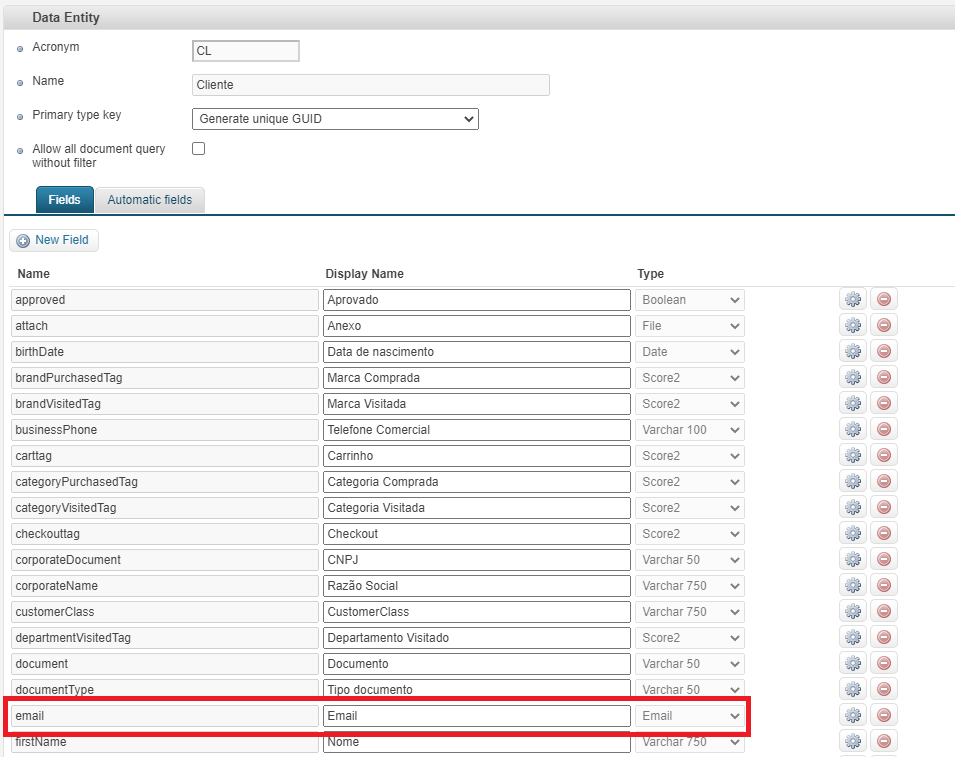 Data Entity
Acronym CL
Name Cliente
Primary type key Generate unique GUID
Allow all document query
without filter
Fields Automatic fields
New Field
Name Display Name Type
approved Aprovado Boolean
attach Anexo File
birthDate Data de nascimento Date
brandPurchasedTag Marca Comprada Score2
brandVisitedTag Marca Visitada Score2
businessPhone Telefone Comercial Varchar 100
carttag Carrinho Score2
categoryPurchasedTag Categoria Comprada Score2
categoryVisitedTag Categoria Visitada Score2
checkouttag Checkout Score2
corporateDocument CNPJ Varchar 50
corporateName Razão Social Varchar 750
customerClass CustomerClass Varchar 750
departmentVisitedTag Departamento Visitado Score2
document Documento Varchar 50
documentType Tipo documento Varchar 50
email Email Email
firstName Nome Varchar 750